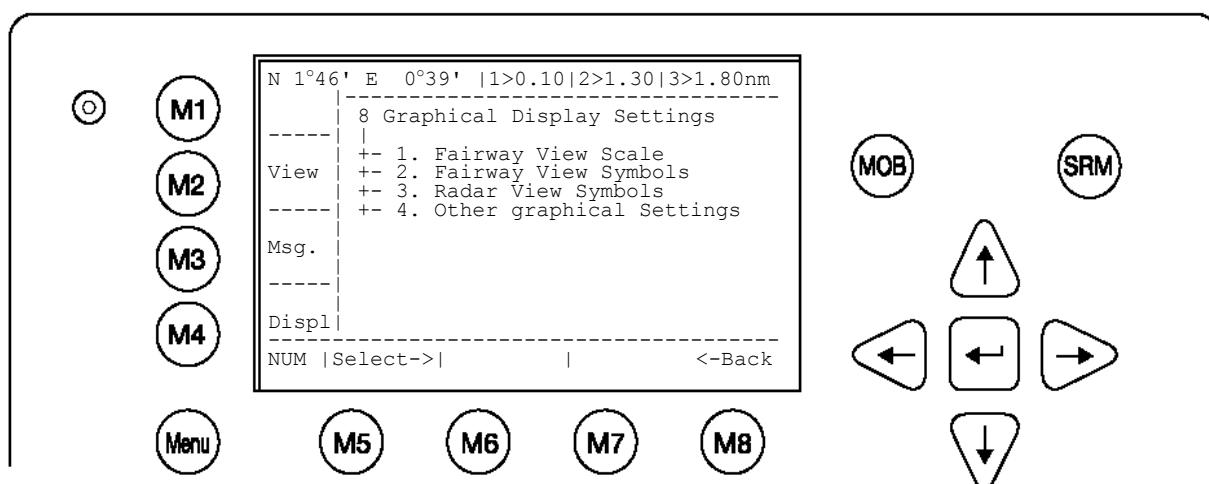 N 1°46' E 0°39' |1>0.10|2>1.30|3>1.80nm
M1
8 Graphical Display Settings
+- 1. Fairway View Scale
M2
View
+- 2. Fairway View Symbols
MOB
SRM
+- 3. Radar View Symbols
+- 4. Other graphical Settings
M3
Msg.
M4
Displ
NUM |Select->| | <-Back
Menu
M5
M6
M7
M8